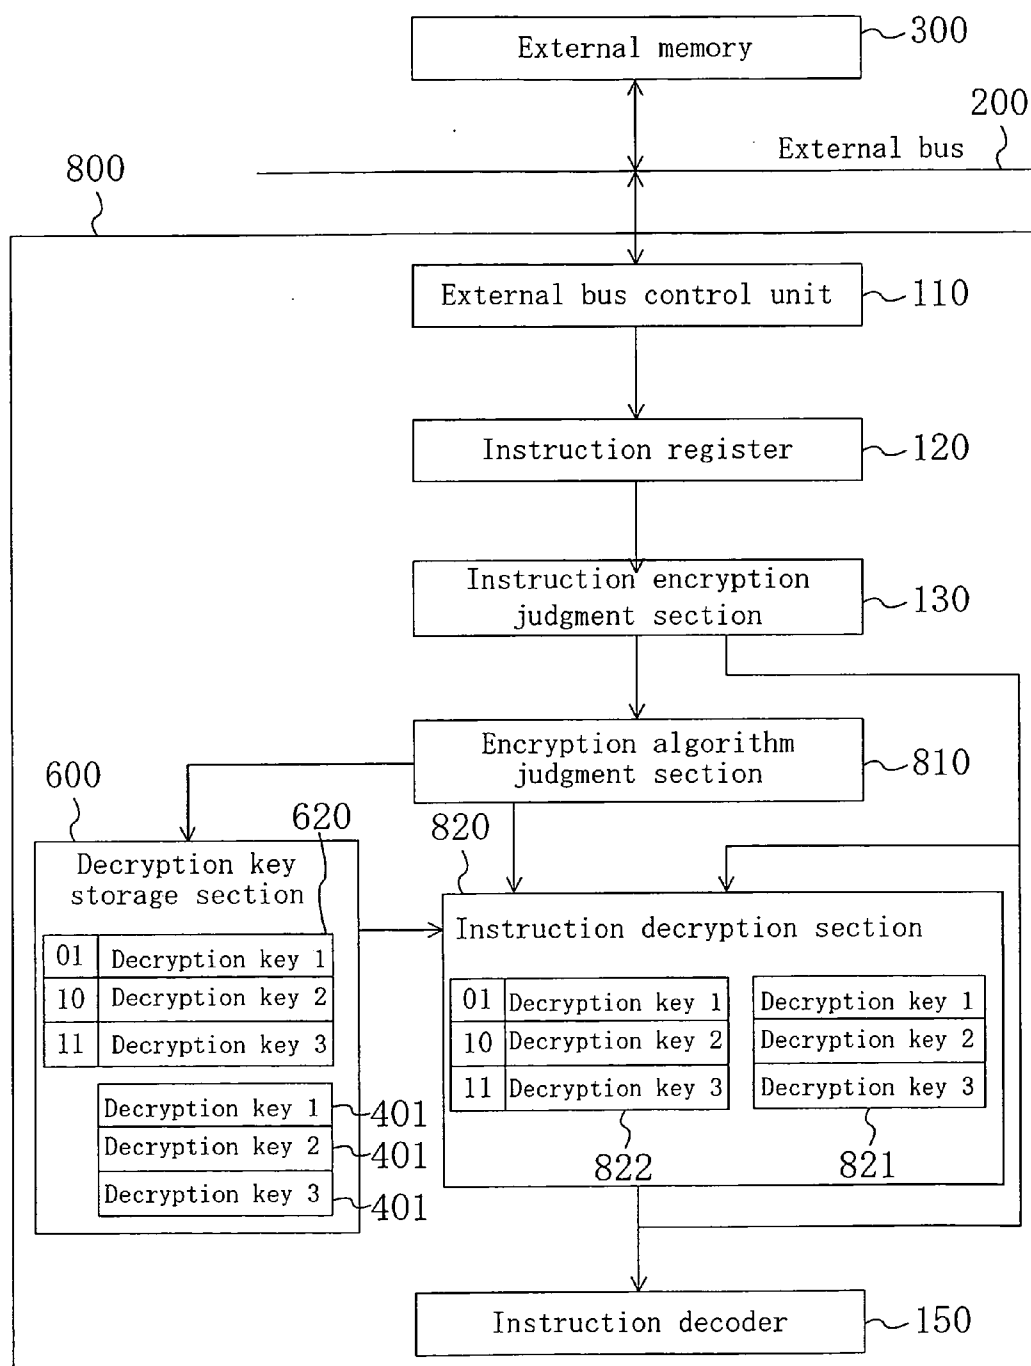 External memory
300
200
External bus
800
External bus control unit
110
Instruction register
120
Instruction encryption
judgment section
130
Encryption algorithm
judgment section
810
600
620
820
Decryption key
storage section
01 Decryption key 1
10 Decryption key 2
11 Decryption key 3
Decryption key 1
401
Decryption key 2
401
Decryption key 3
401
Instruction decryption section
01 Decryption key 1
10 Decryption key 2
11 Decryption key 3
Decryption key 1
Decryption key 2
Decryption key 3
822
821
Instruction decoder
150